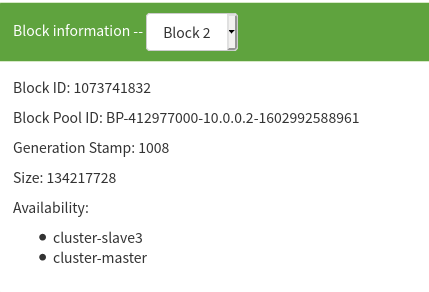 Block information -- Block 2
Block ID: 1073741832
Block Pool ID: BP-412977000-10.0.0.2-1602992588961
Generation Stamp: 1008
Size: 134217728
Availability:
cluster-slave3
cluster-master